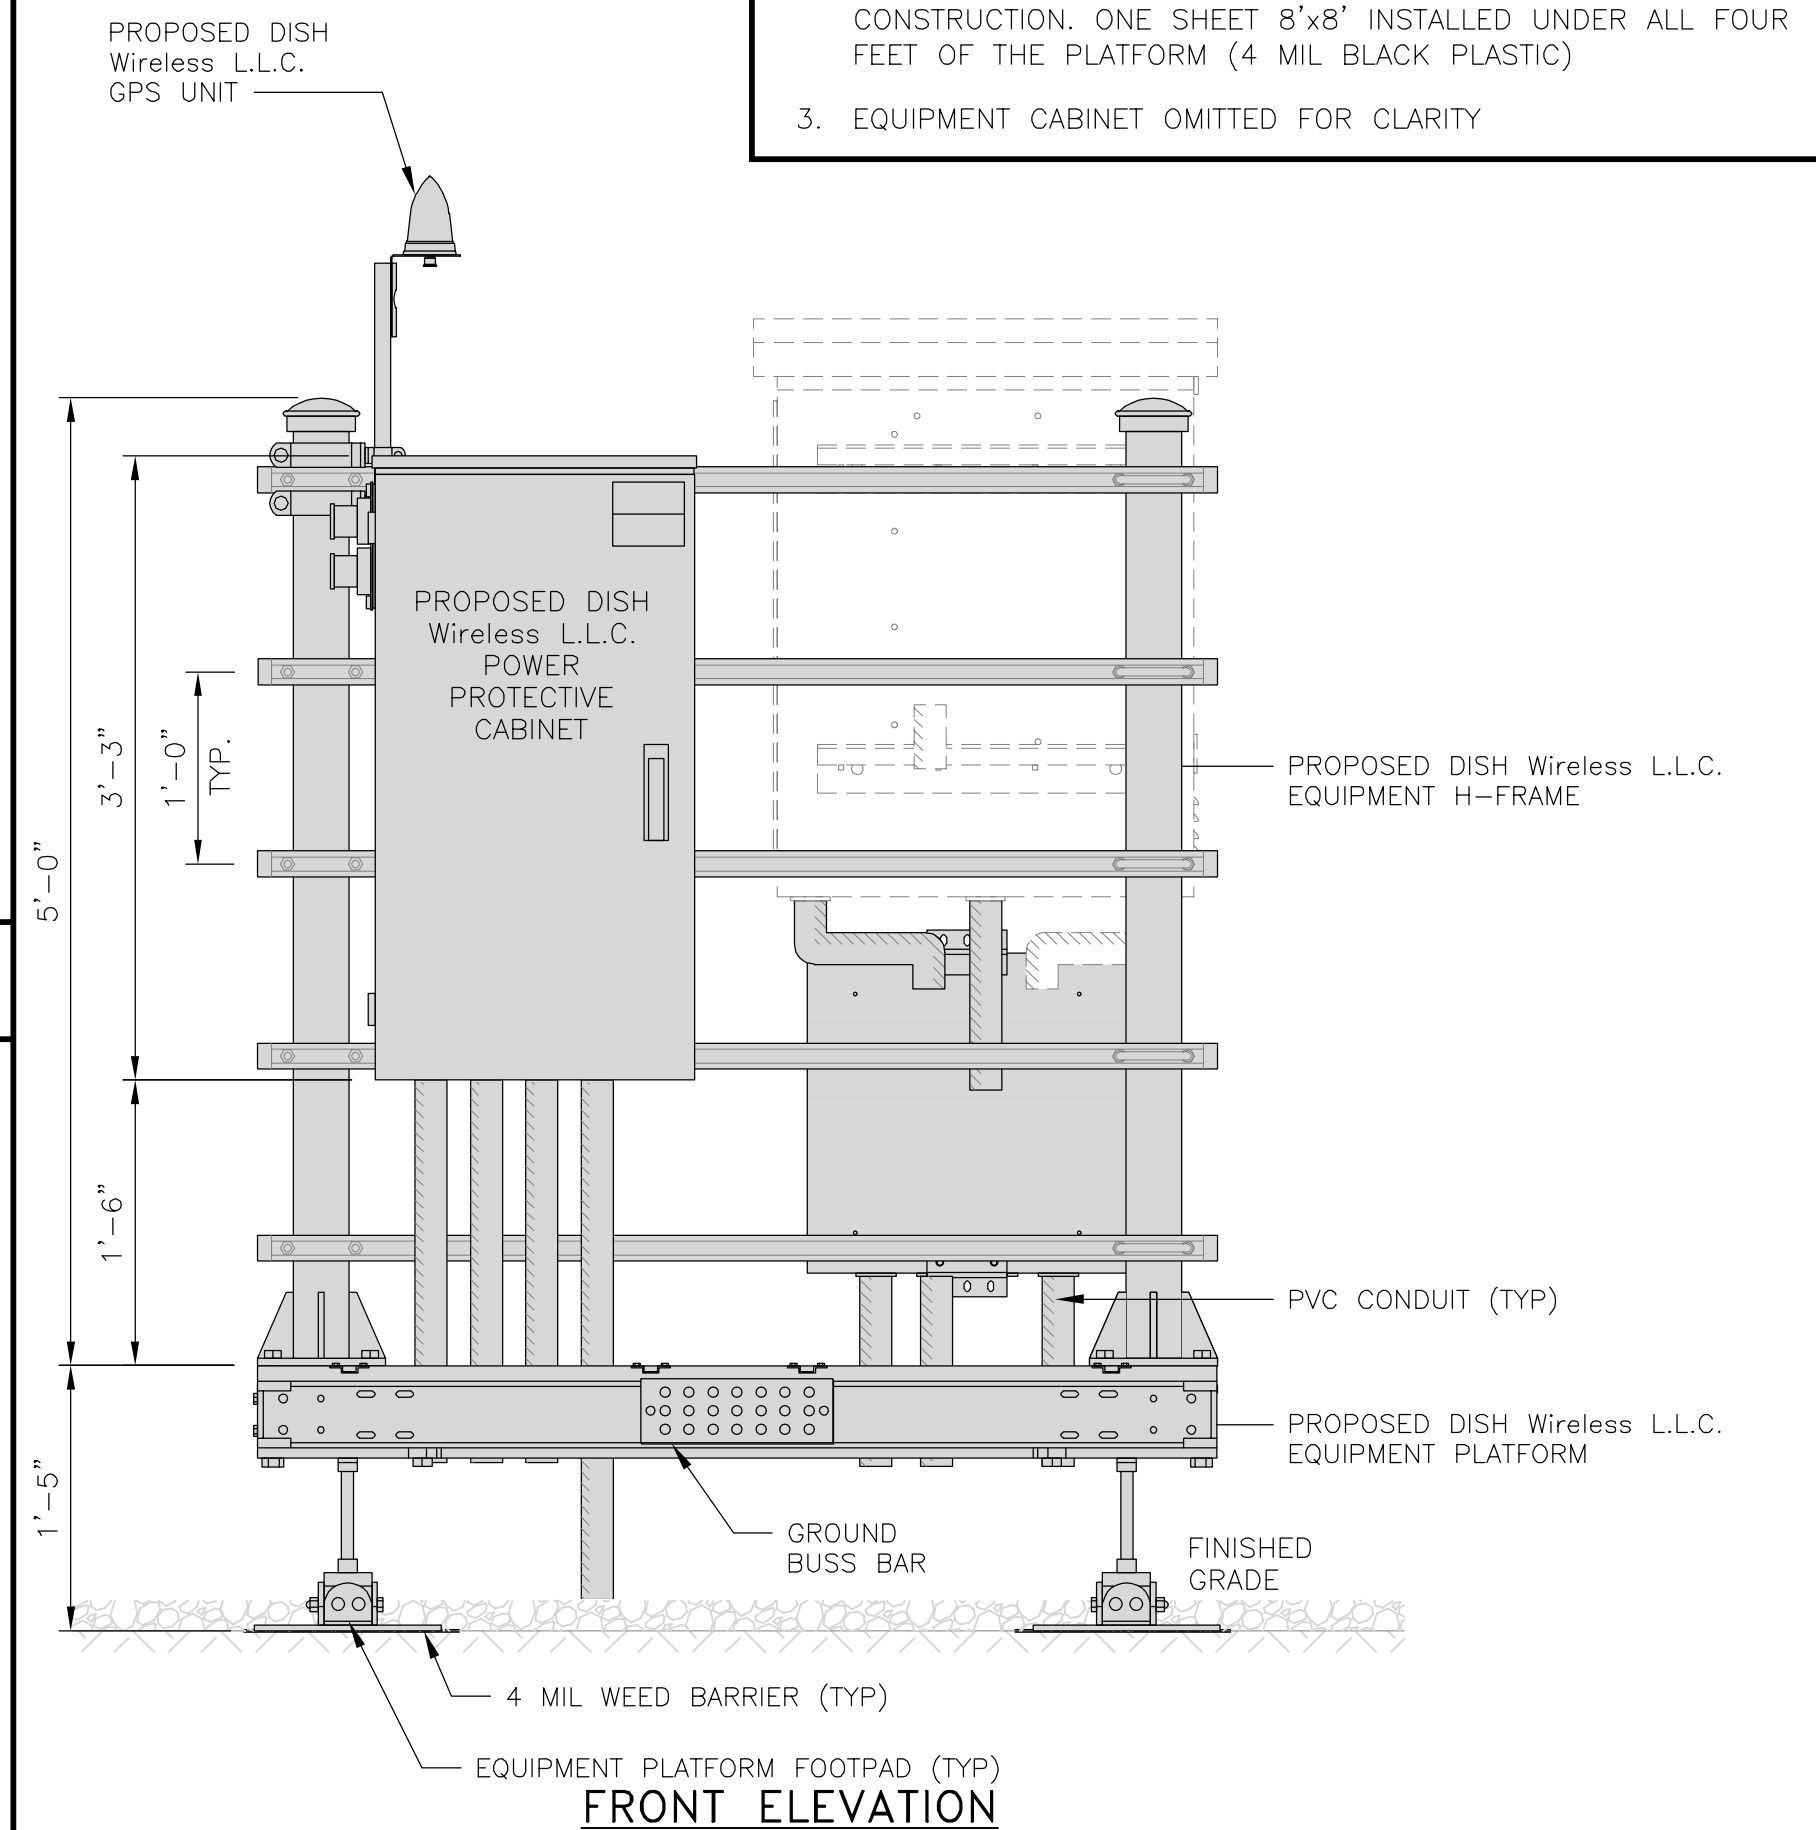 CONSTRUCTION. ONE SHEET 8'x8' INSTALLED UNDER ALL FOUR
FEET OF THE PLATFORM (4 MIL BLACK PLASTIC)
3. EQUIPMENT CABINET OMITTED FOR CLARITY
PROPOSED DISH
Wireless L.L.C.
GPS UNIT
PROPOSED DISH
Wireless L.L.C.
POWER
PROTECTIVE
CABINET
5'-0"
3'-3"
1'-0"
TYP.
1'-6"
1'-5"
PROPOSED DISH Wireless L.L.C.
EQUIPMENT H-FRAME
PVC CONDUIT (TYP)
PROPOSED DISH Wireless L.L.C.
EQUIPMENT PLATFORM
GROUND
BUSS BAR
FINISHED
GRADE
4 MIL WEED BARRIER (TYP)
EQUIPMENT PLATFORM FOOTPAD (TYP)
FRONT ELEVATION